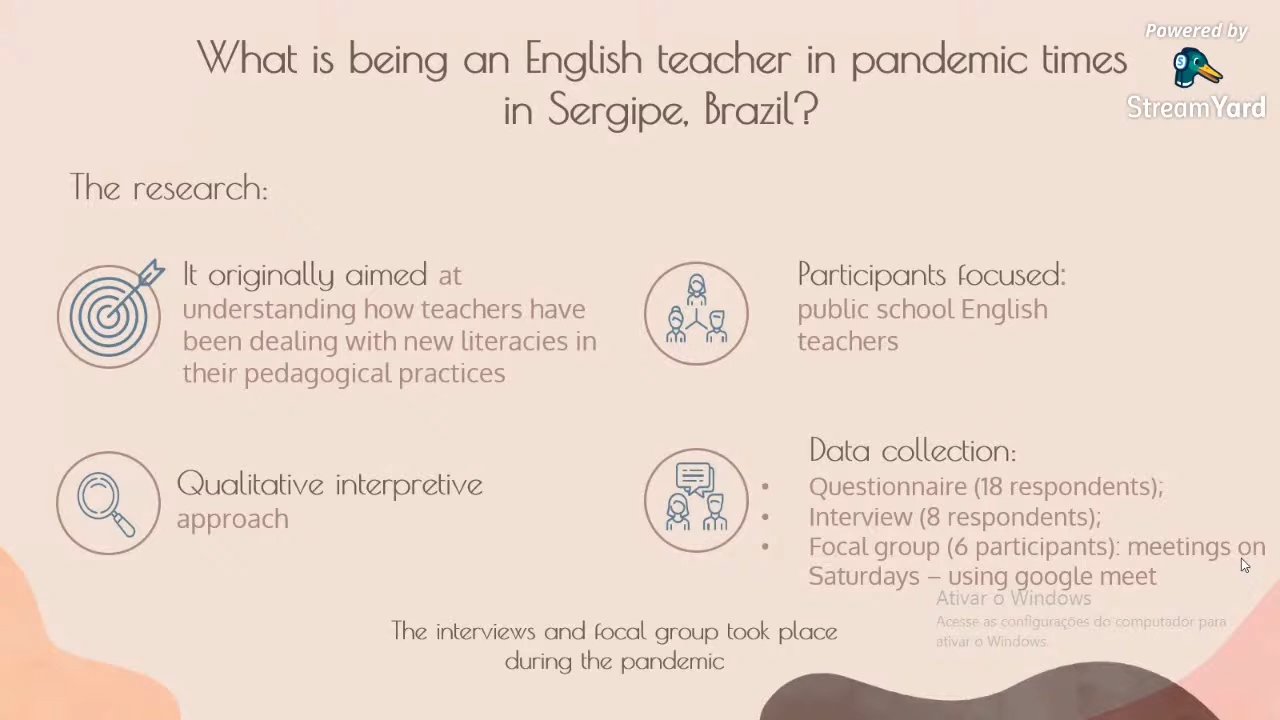 What is being an English teacher in pandemic times
in Sergipe, Brazil?
Powered by
StreamYard
The research:
It originally aimed at
understanding how teachers have
been dealing with new literacies in
their pedagogical practices
Participants focused:
public school English
teachers
Qualitative interpretive
approach
Data collection:
• Questionnaire (18 respondents);
• Interview (8 respondents);
• Focal group (6 participants): meetings on
Saturdays – using google meet
Ativar o Windows
Acesse as configurações do computador para
ativar o Windows.
The interviews and focal group took place
during the pandemic